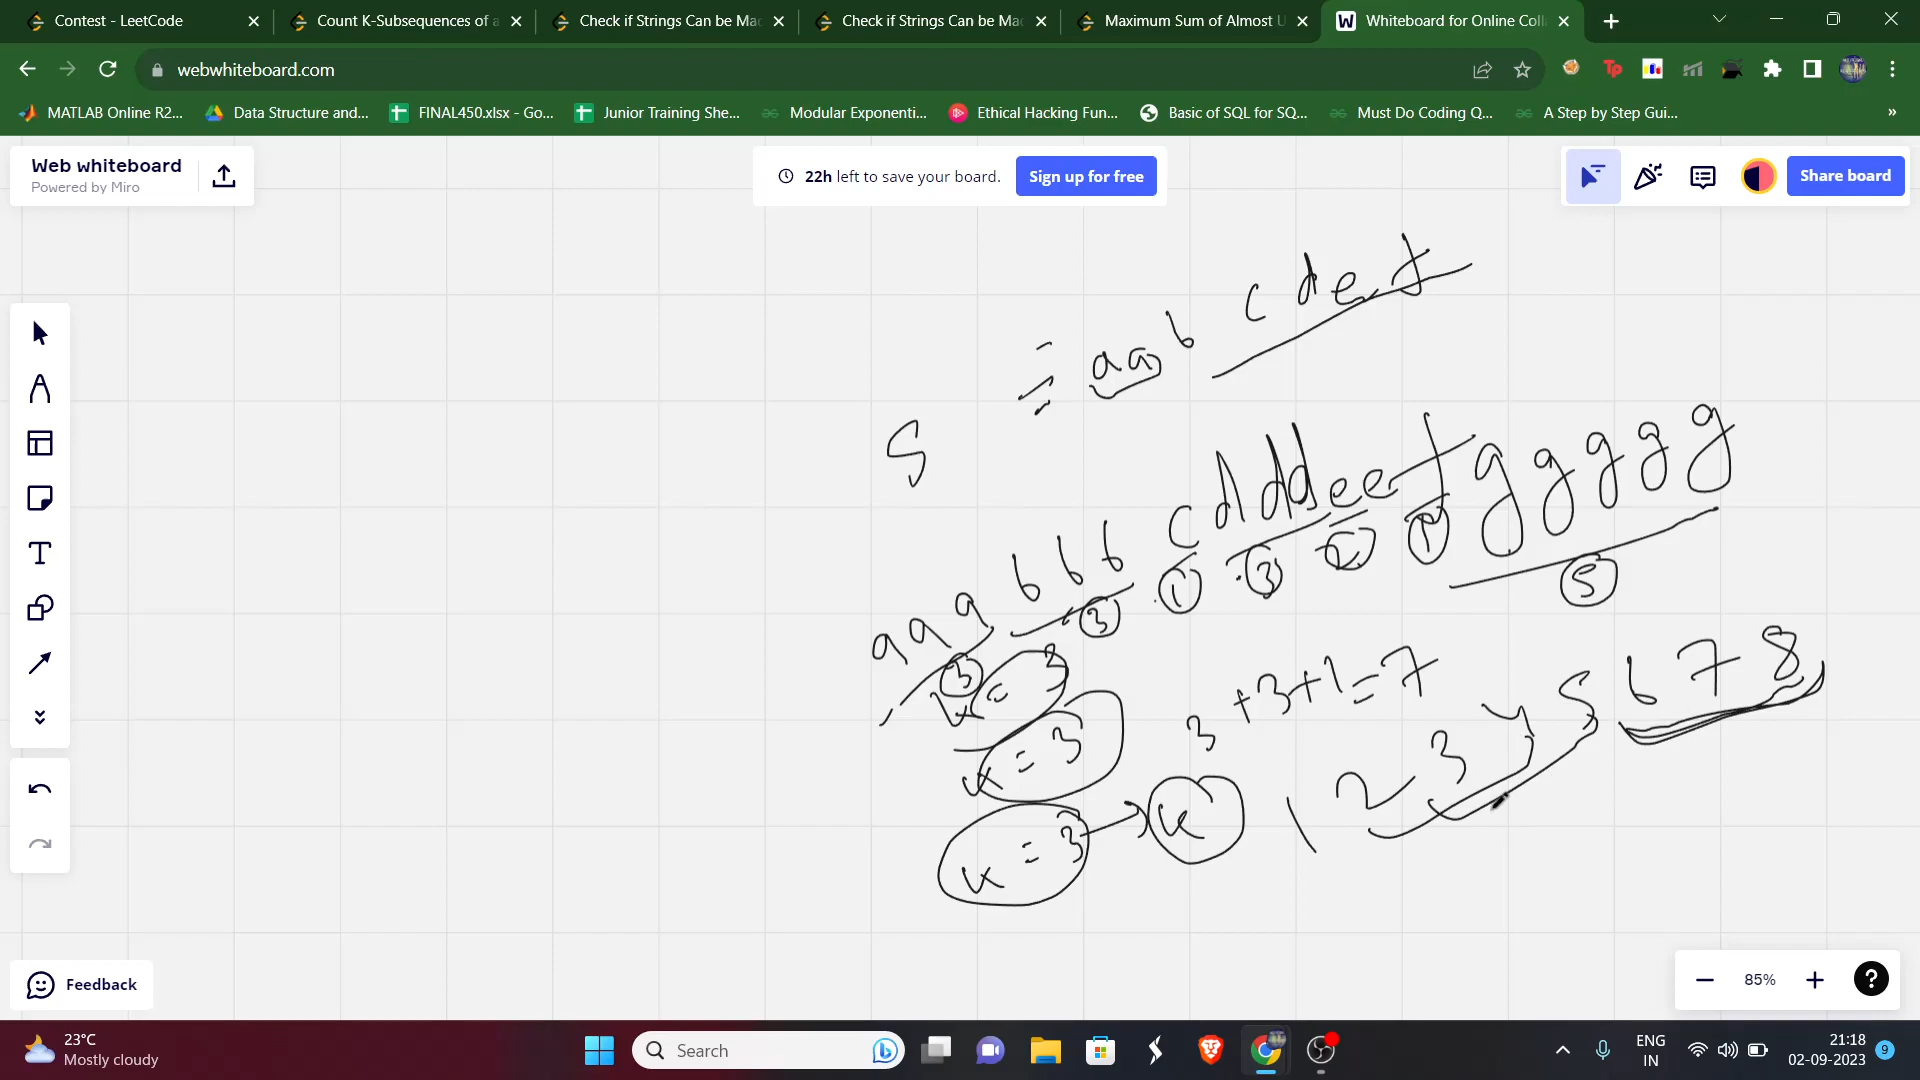 Contest - LeetCode
Count K-Subsequences of a
Check if Strings Can be Mad
Check if Strings Can be Mad
Maximum Sum of Almost U
Whiteboard for Online Coll
webwhiteboard.com
MATLAB Online R2...
Data Structure and...
FINAL450.xlsx - Go...
Junior Training She...
Modular Exponenti...
Ethical Hacking Fun...
Basic of SQL for SQ...
Must Do Coding Q...
A Step by Step Gui...
»
Web whiteboard
Powered by Miro
22h left to save your board.
Sign up for free
Share board
= aab cdef
S
aaa bbb c ddd ee f ggggg
3 3 1 3 2 1 5
k = 3
3 + 3 + 1 = 7
k = 3
k = 3 → k
1 2 3 4 5 6 7 8
Feedback
85%
23°C
Mostly cloudy
Search
ENG
IN
21:18
02-09-2023
9